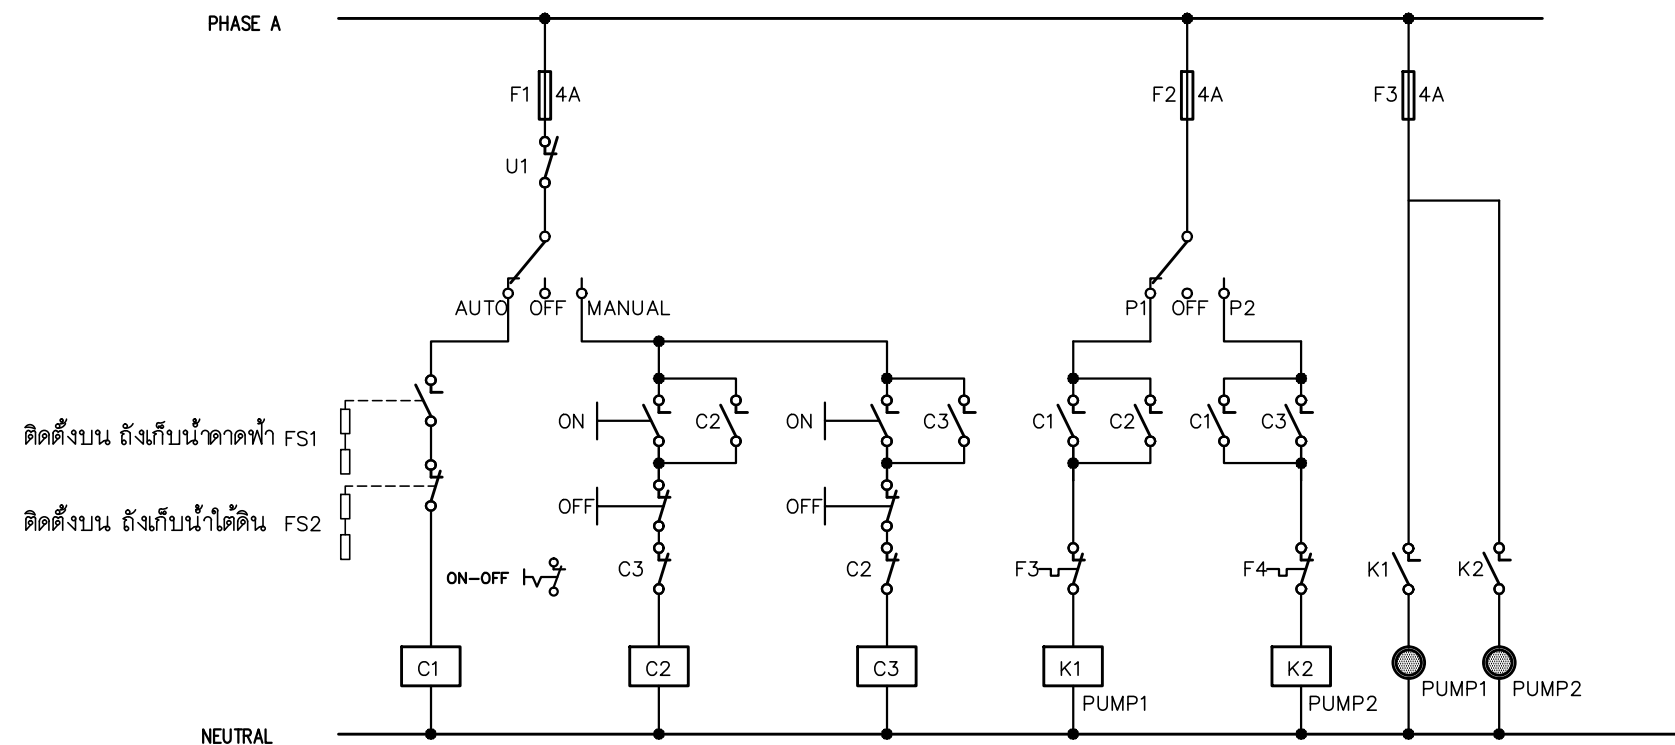 PHASE A
F1 4A
F2 4A
F3 4A
U1
AUTO OFF MANUAL
P1 OFF P2
ON C2
ON C3
C1 C2
C1 C3
ติดตั้งบน ถังเก็บน้ำดาดฟ้า FS1
OFF
OFF
ติดตั้งบน ถังเก็บน้ำใต้ดิน FS2
ON-OFF
C3
C2
F3
F4
K1
K2
C1
C2
C3
K1
K2
PUMP1
PUMP2
PUMP1
PUMP2
NEUTRAL